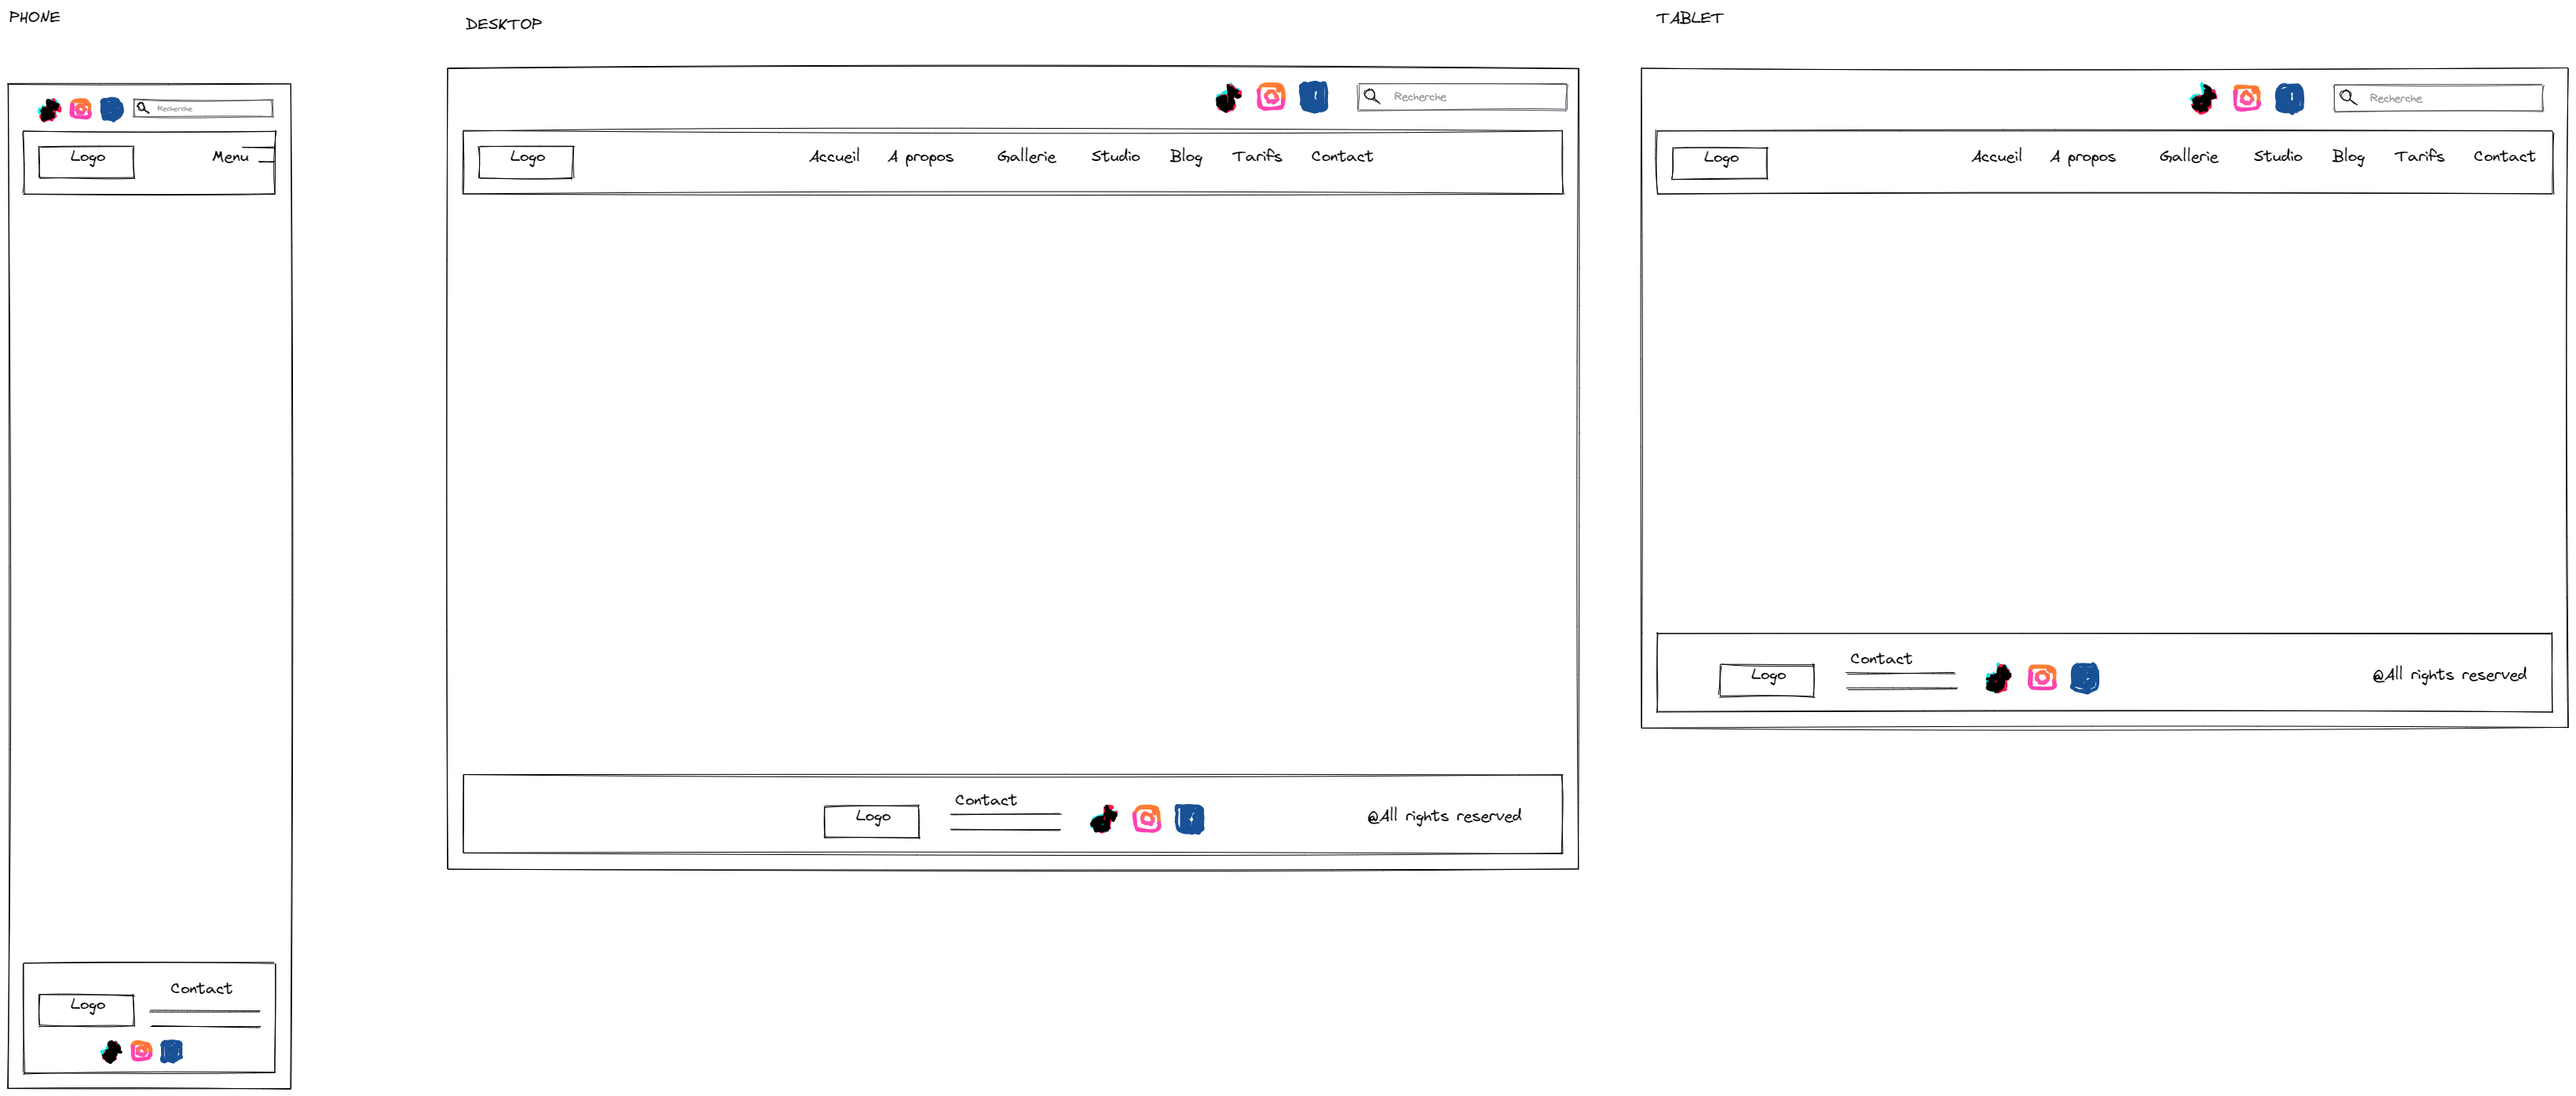 PHONE
Recherche
Logo
Menu
Logo
Contact
DESKTOP
Recherche
Logo
Accueil
A propos
Gallerie
Studio
Blog
Tarifs
Contact
Logo
Contact
@All rights reserved
TABLET
Recherche
Logo
Accueil
A propos
Gallerie
Studio
Blog
Tarifs
Contact
Logo
Contact
@All rights reserved